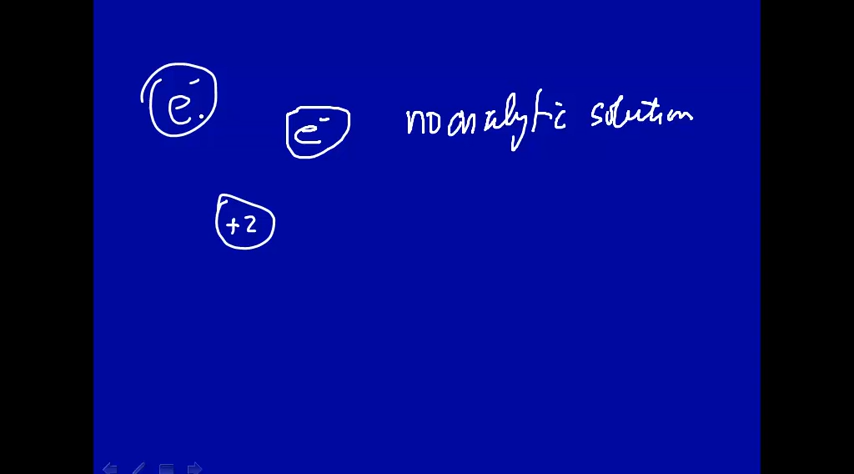 e-
e- no analytic solution
+2